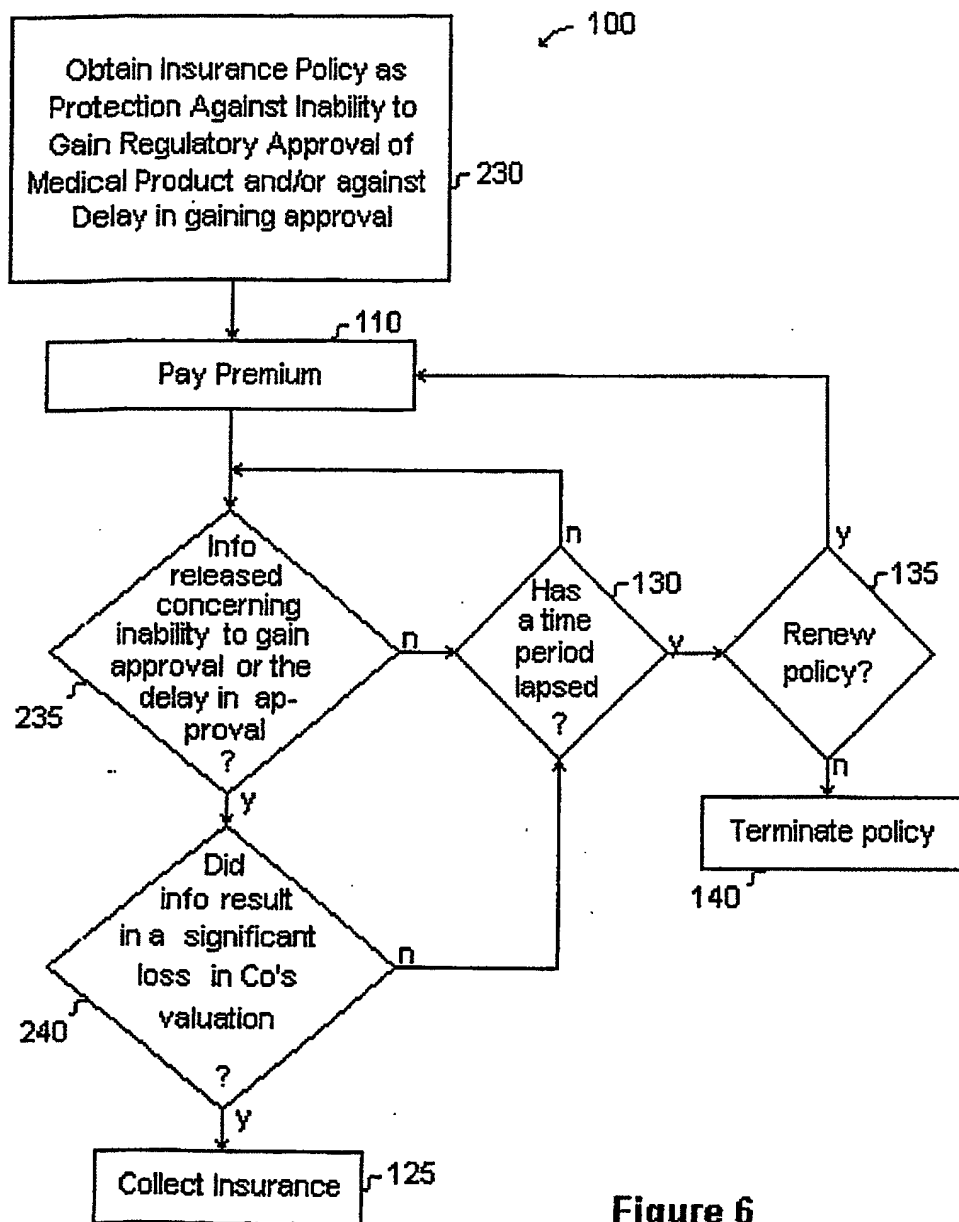 100
Obtain Insurance Policy as
Protection Against Inability to
Gain Regulatory Approval of
Medical Product and/or against
Delay in gaining approval
230
110
Pay Premium
Info
released
concerning
inability to gain
approval or the
delay in ap-
proval
?
235
n
y
Has
a time
period
lapsed
?
130
n
y
Renew
policy?
135
y
n
Terminate policy
140
Did
info result
in a significant
loss in Co's
valuation
?
240
n
y
Collect Insurance
125
Figure 6